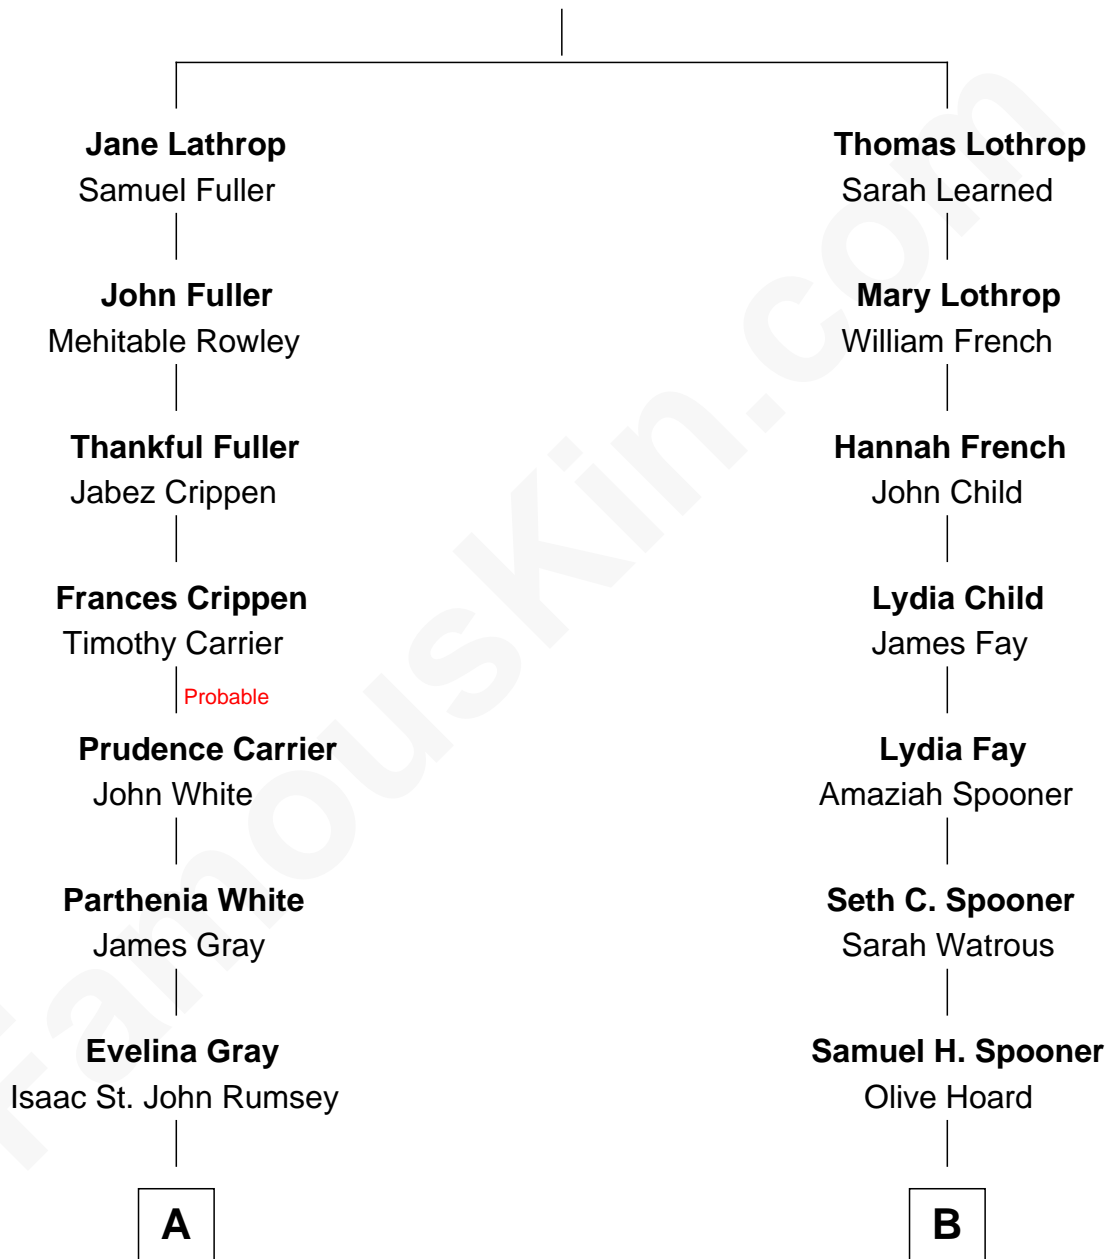 Jane Lathrop
Samuel Fuller
John Fuller
Mehitable Rowley
Thankful Fuller
Jabez Crippen
Frances Crippen
Timothy Carrier
Probable
Prudence Carrier
John White
Parthenia White
James Gray
Evelina Gray
Isaac St. John Rumsey
A
Thomas Lothrop
Sarah Learned
Mary Lothrop
William French
Hannah French
John Child
Lydia Child
James Fay
Lydia Fay
Amaziah Spooner
Seth C. Spooner
Sarah Watrous
Samuel H. Spooner
Olive Hoard
B
FamousKin.com